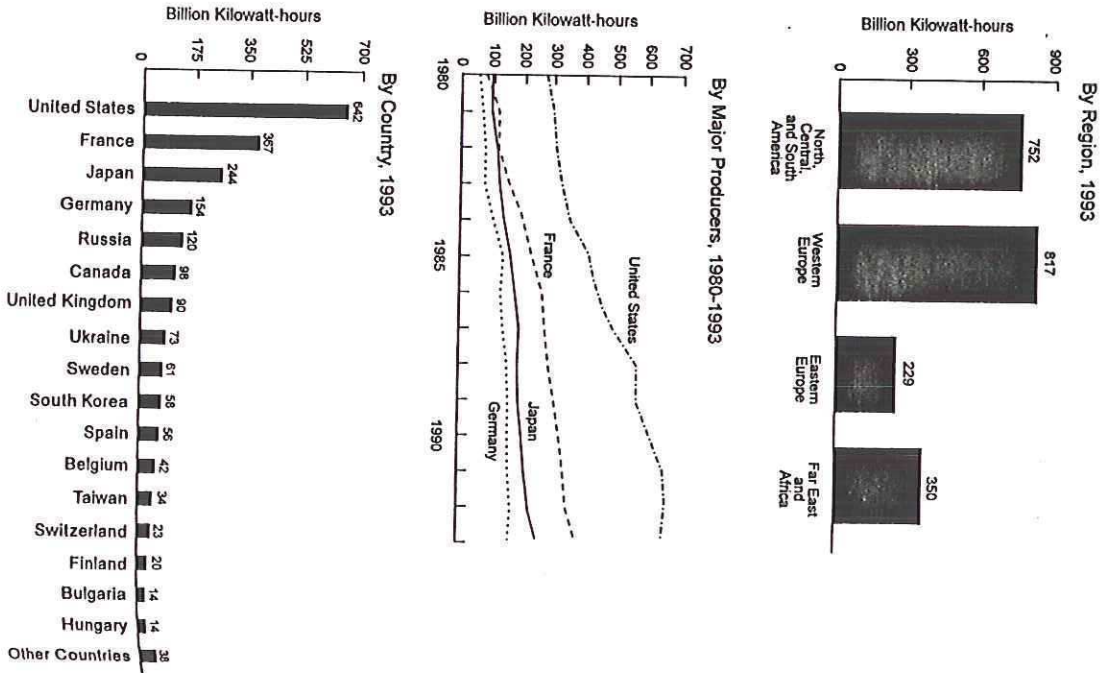 By Region, 1993
Billion Kilowatt-hours
900
600
300
0
752
817
229
350
North,
Central,
and South
America
Western
Europe
Eastern
Europe
Far East
and
Africa
By Major Producers, 1980-1993
Billion Kilowatt-hours
700
600
500
400
300
200
100
0
United States
France
Japan
Germany
1980
1985
1990
By Country, 1993
Billion Kilowatt-hours
700
525
350
175
0
United States 642
France 367
Japan 244
Germany 154
Russia 120
Canada 98
United Kingdom 90
Ukraine 73
Sweden 61
South Korea 58
Spain 56
Belgium 42
Taiwan 34
Switzerland 23
Finland 20
Bulgaria 14
Hungary 14
Other Countries